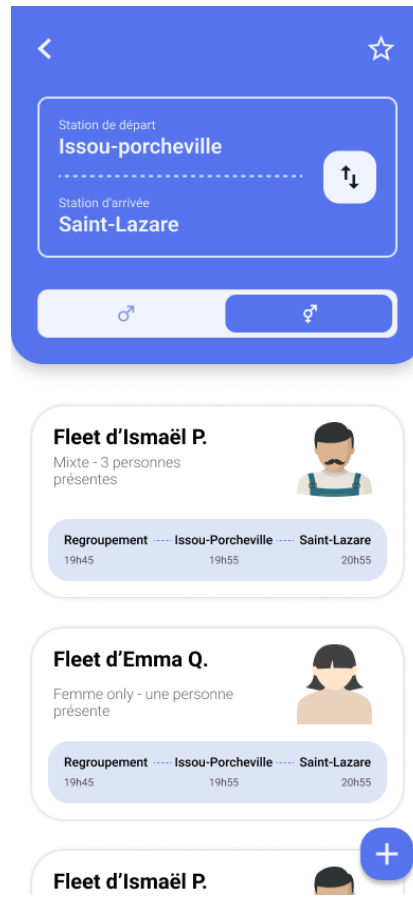 Station de départ
Issou-porcheville
Station d'arrivée
Saint-Lazare
Fleet d'Ismaël P.
Mixte - 3 personnes
présentes
Regroupement Issou-Porcheville Saint-Lazare
19h45 19h55 20h55
Fleet d'Emma Q.
Femme only - une personne
présente
Regroupement Issou-Porcheville Saint-Lazare
19h45 19h55 20h55
Fleet d'Ismaël P.